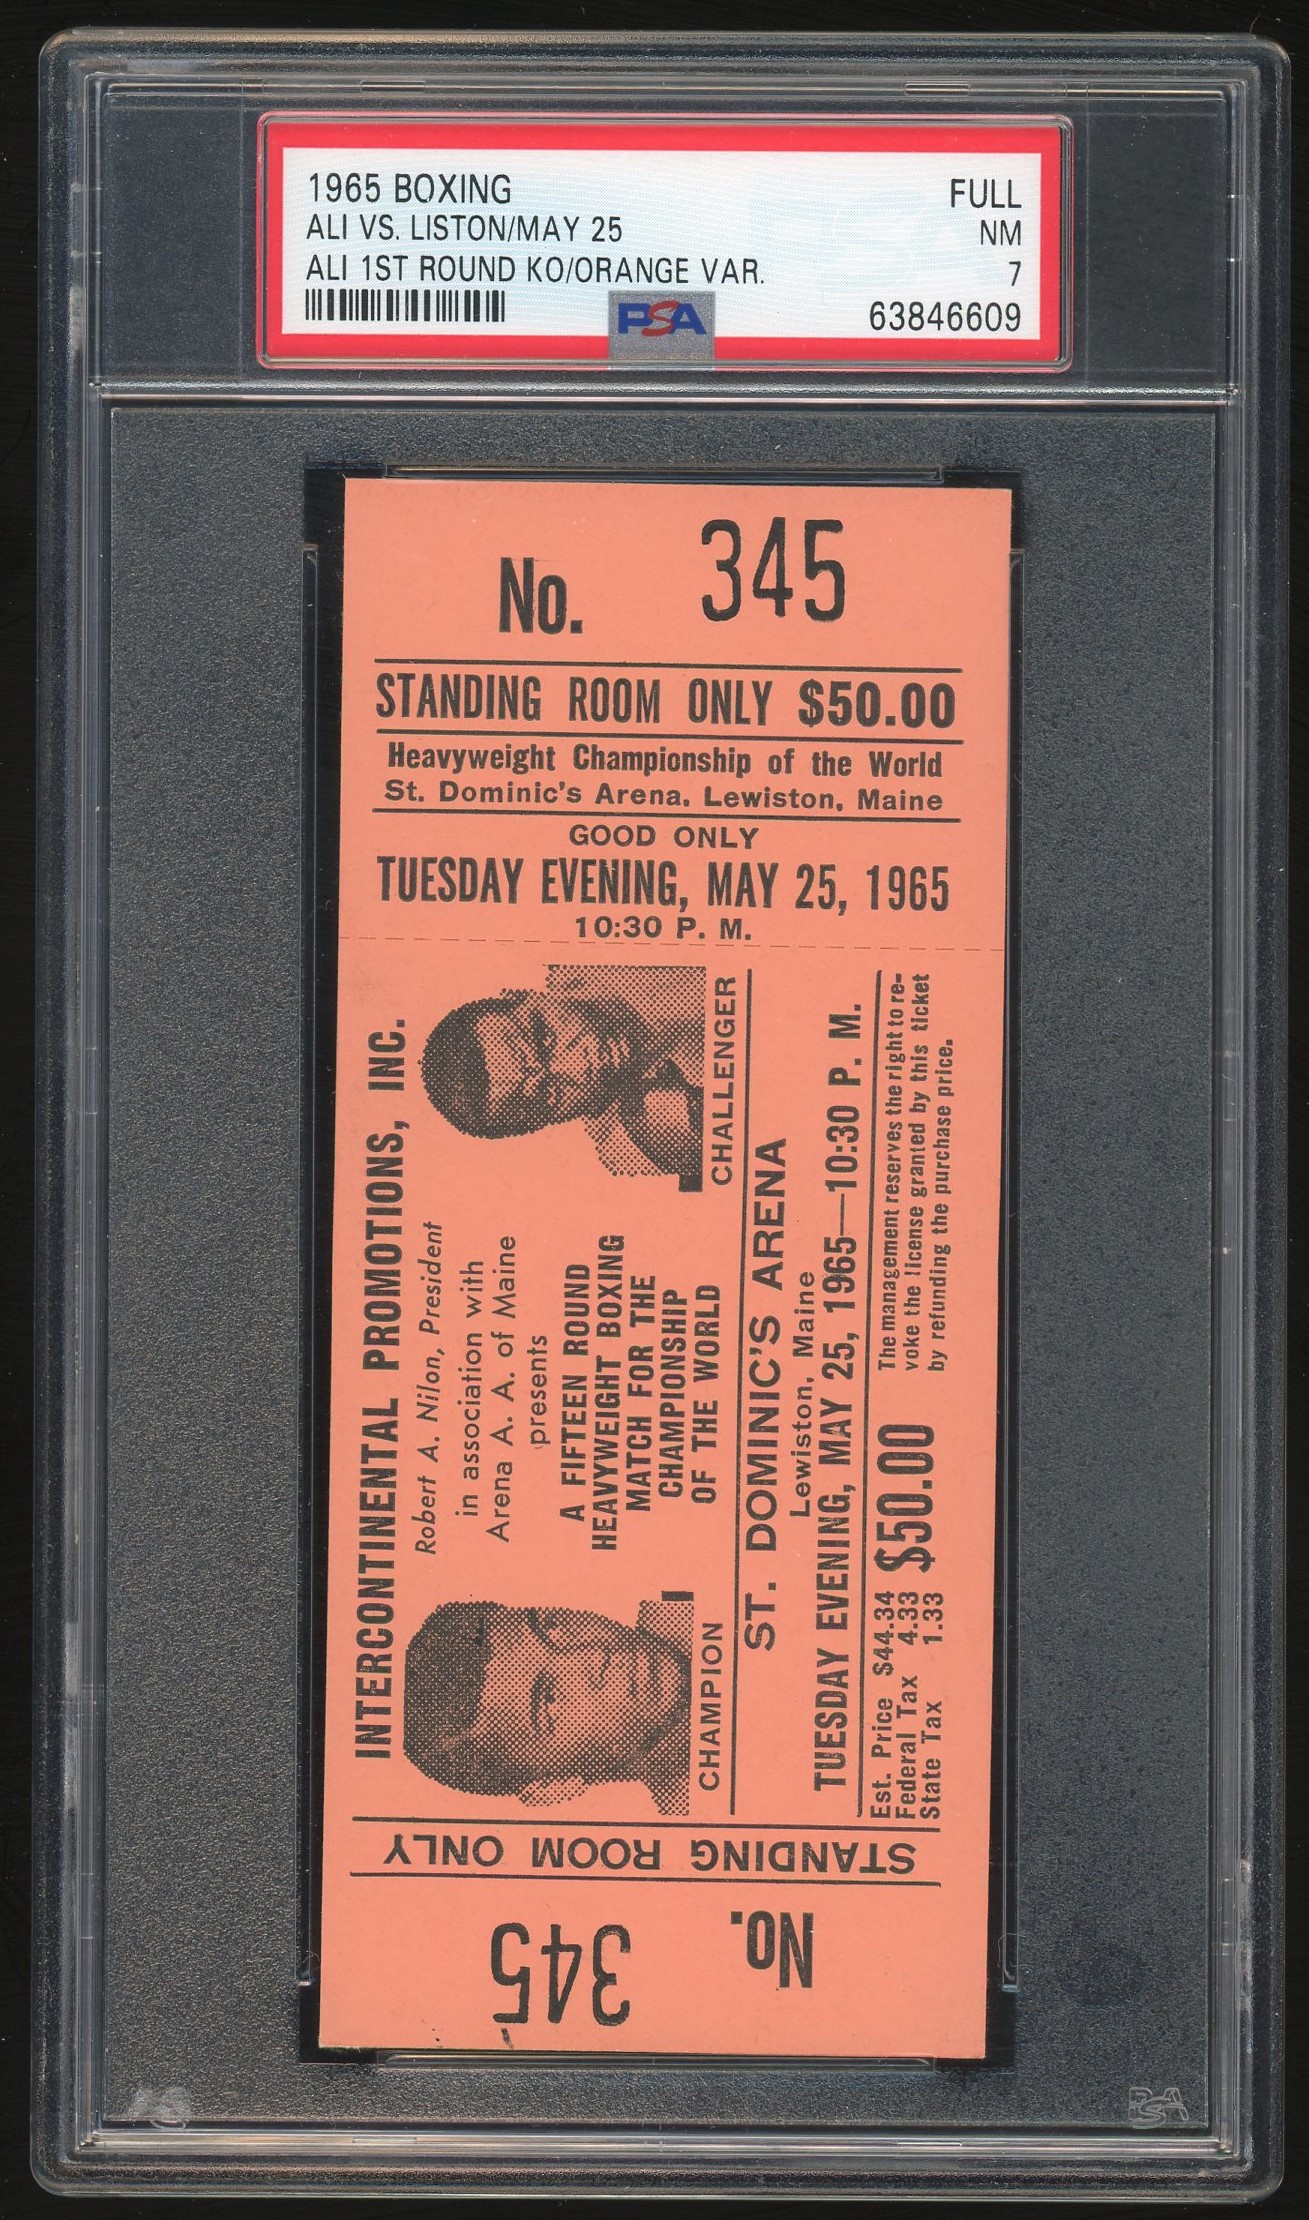 1965 BOXING
ALI VS. LISTON/MAY 25
ALI 1ST ROUND KO/ORANGE VAR.
FULL
NM
7
63846609
PSA
No. 345
STANDING ROOM ONLY $50.00
Heavyweight Championship of the World
St. Dominic's Arena, Lewiston, Maine
GOOD ONLY
TUESDAY EVENING, MAY 25, 1965
10:30 P. M.
INTERCONTINENTAL PROMOTIONS, INC.
Robert A. Nilon, President
in association with
Arena A. A. of Maine
presents
A FIFTEEN ROUND
HEAVYWEIGHT BOXING
MATCH FOR THE
CHAMPIONSHIP
OF THE WORLD
CHAMPION
CHALLENGER
ST. DOMINIC'S ARENA
Lewiston, Maine
TUESDAY EVENING, MAY 25, 1965—10:30 P. M.
Est. Price $44.34
Federal Tax 4.33
State Tax 1.33
$50.00
The management reserves the right to re-
voke the license granted by this ticket
by refunding the purchase price.
STANDING ROOM ONLY
No. 345
PSA